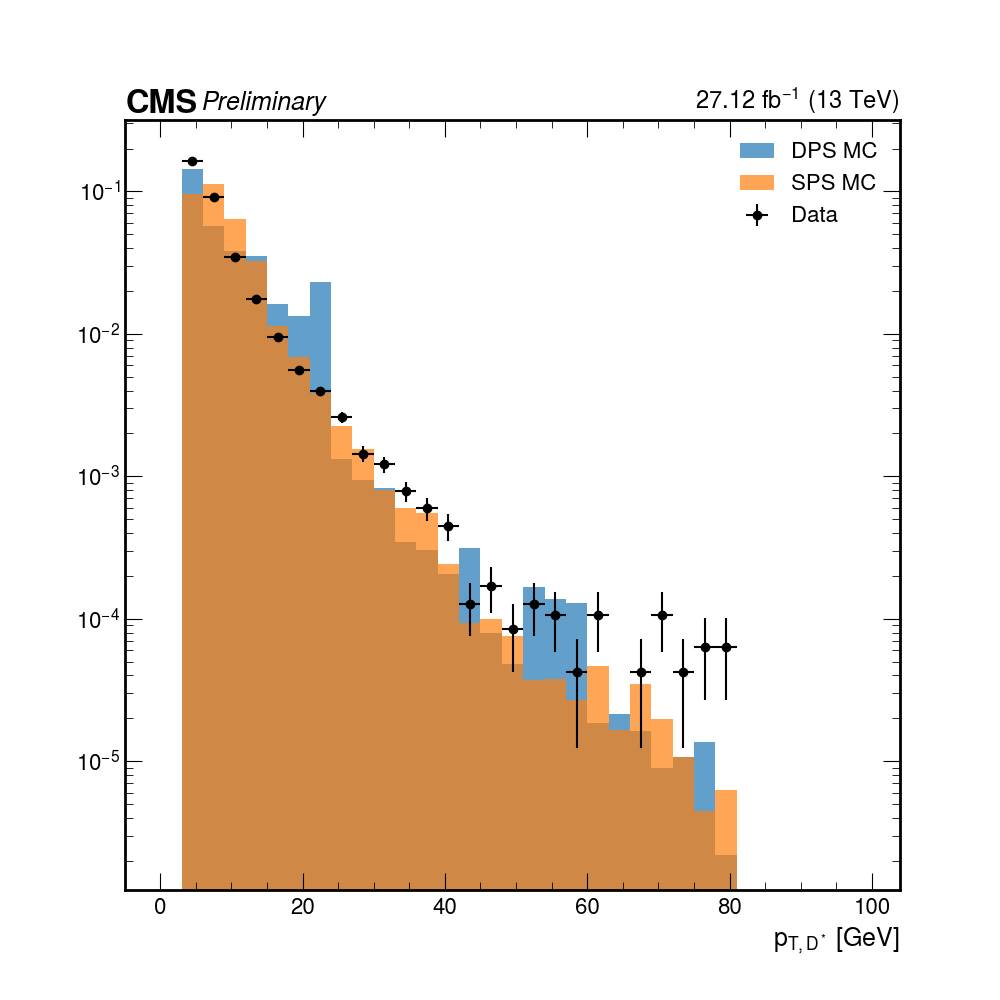 CMS Preliminary 27.12 fb⁻¹ (13 TeV)
DPS MC
SPS MC
Data
10⁻¹
10⁻²
10⁻³
10⁻⁴
10⁻⁵
0 20 40 60 80 100
p_{T, D*} [GeV]